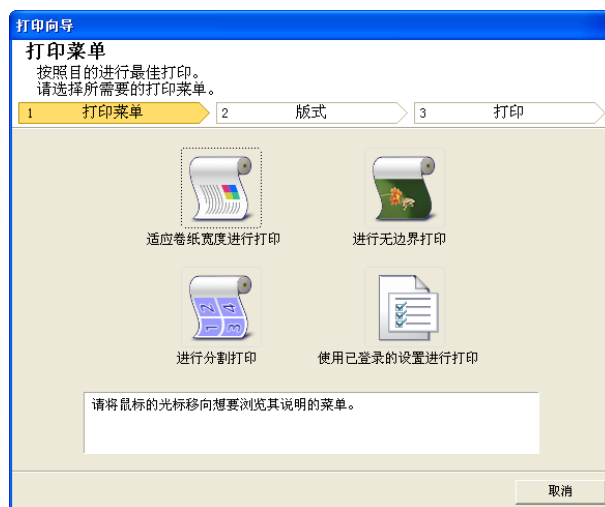 打印向导
打印菜单
按照目的进行最佳打印。
请选择所需要的打印菜单。
1 打印菜单 2 版式 3 打印
适应卷纸宽度进行打印 进行无边界打印
1 2 3 4
进行分割打印 使用已登录的设置进行打印
请将鼠标的光标移向想要浏览其说明的菜单。
取消